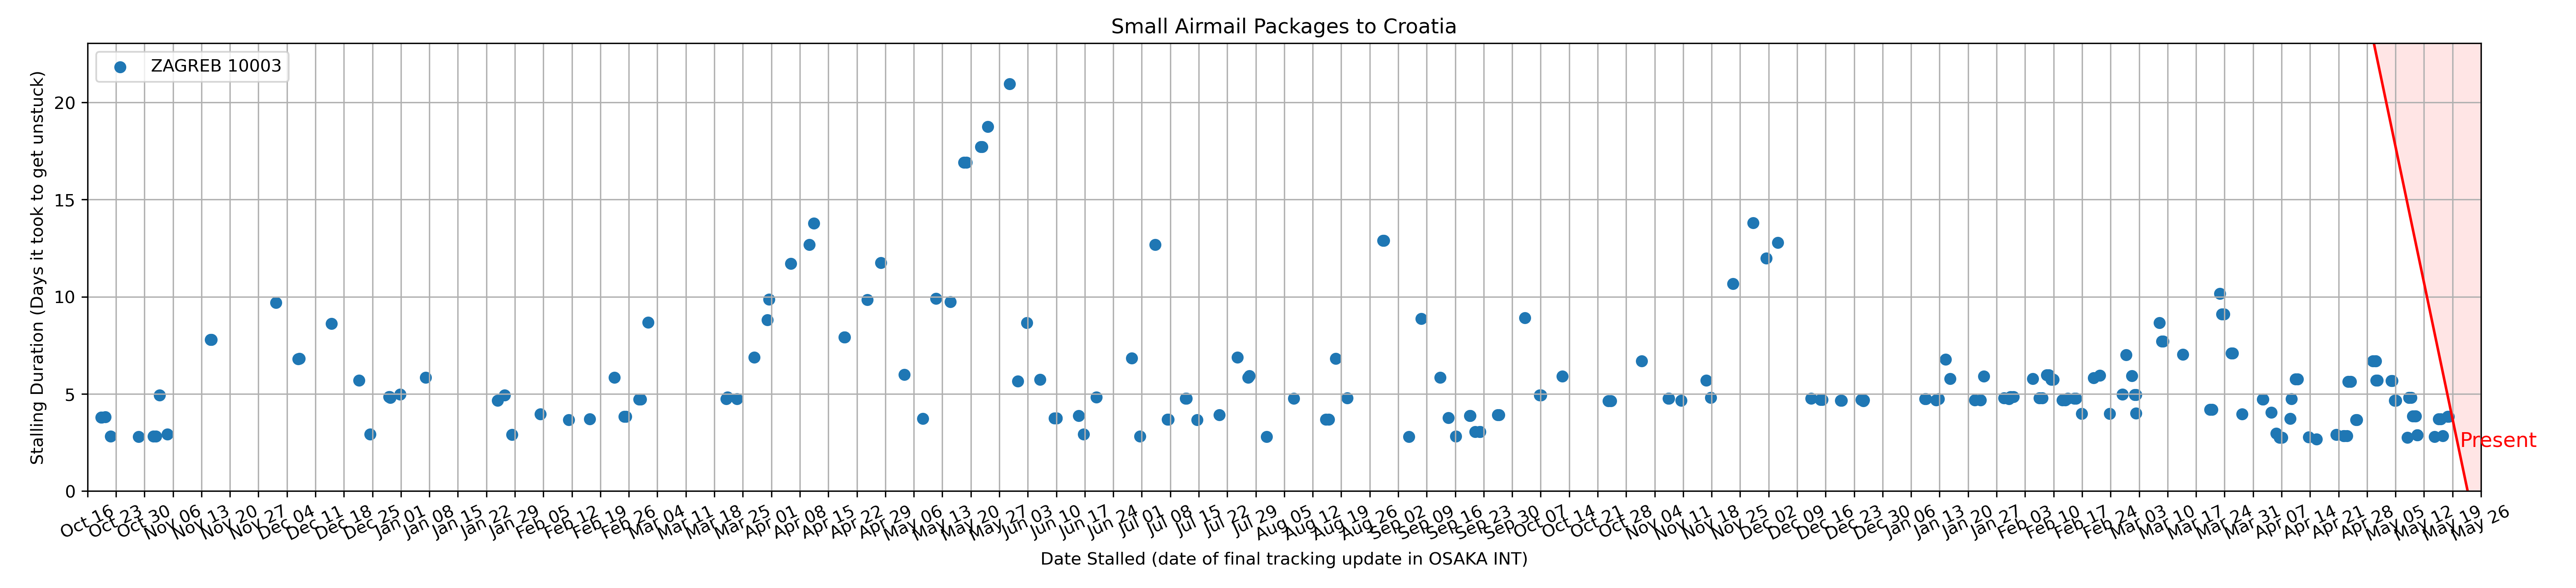 Small Airmail Packages to Croatia
ZAGREB 10003
Stalling Duration (Days it took to get unstuck)
20
15
10
5
0
Present
Oct 16 Oct 23 Oct 30 Nov 06 Nov 13 Nov 20 Nov 27 Dec 04 Dec 11 Dec 18 Dec 25 Jan 01 Jan 08 Jan 15 Jan 22 Jan 29 Feb 05 Feb 12 Feb 19 Feb 26 Mar 04 Mar 11 Mar 18 Mar 25 Apr 01 Apr 08 Apr 15 Apr 22 Apr 29 May 06 May 13 May 20 May 27 Jun 03 Jun 10 Jun 17 Jun 24 Jul 01 Jul 08 Jul 15 Jul 22 Jul 29 Aug 05 Aug 12 Aug 19 Aug 26 Sep 02 Sep 09 Sep 16 Sep 23 Sep 30 Oct 07 Oct 14 Oct 21 Oct 28 Nov 04 Nov 11 Nov 18 Nov 25 Dec 02 Dec 09 Dec 16 Dec 23 Dec 30 Jan 06 Jan 13 Jan 20 Jan 27 Feb 03 Feb 10 Feb 17 Feb 24 Mar 03 Mar 10 Mar 17 Mar 24 Mar 31 Apr 07 Apr 14 Apr 21 Apr 28 May 05 May 12 May 19 May 26
Date Stalled (date of final tracking update in OSAKA INT)